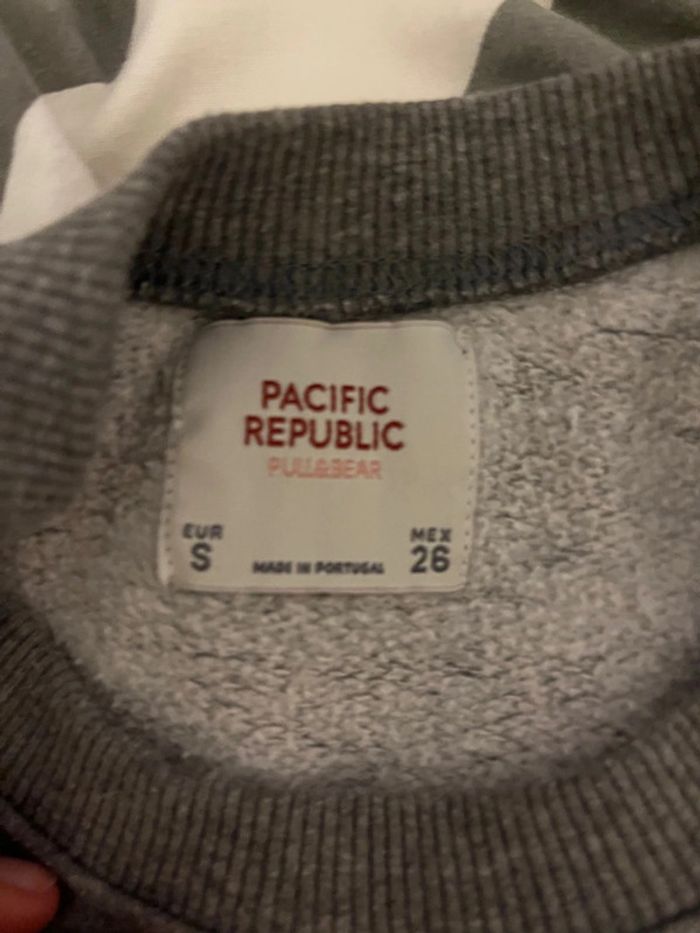 PACIFIC
REPUBLIC
PULL&BEAR
EUR
S
MADE IN PORTUGAL
MEX
26